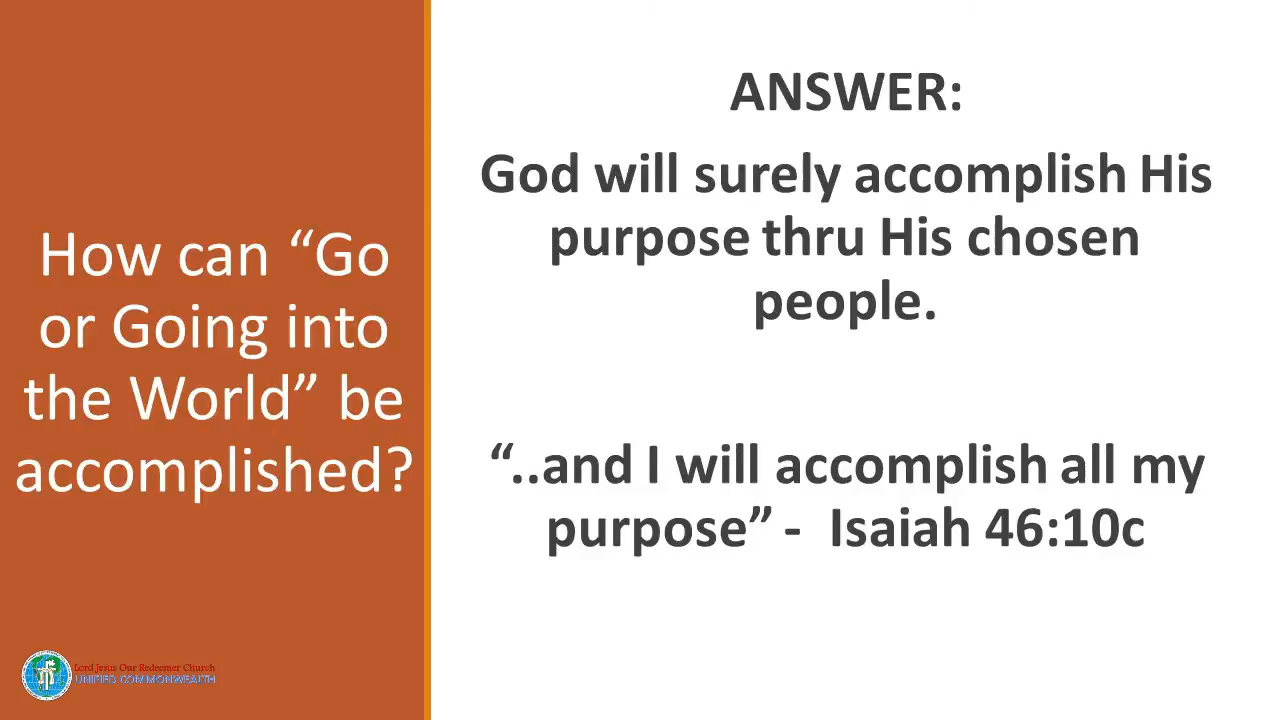 How can “Go
or Going into
the World” be
accomplished?
ANSWER:
God will surely accomplish His
purpose thru His chosen
people.
“..and I will accomplish all my
purpose” - Isaiah 46:10c
Lord Jesus Our Redeemer Church
UNIFIED COMMONWEALTH